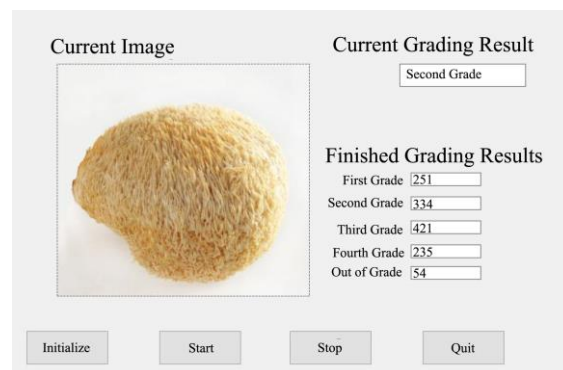 Current Image
Current Grading Result
Second Grade
Finished Grading Results
First Grade 251
Second Grade 334
Third Grade 421
Fourth Grade 235
Out of Grade 54
Initialize Start Stop Quit